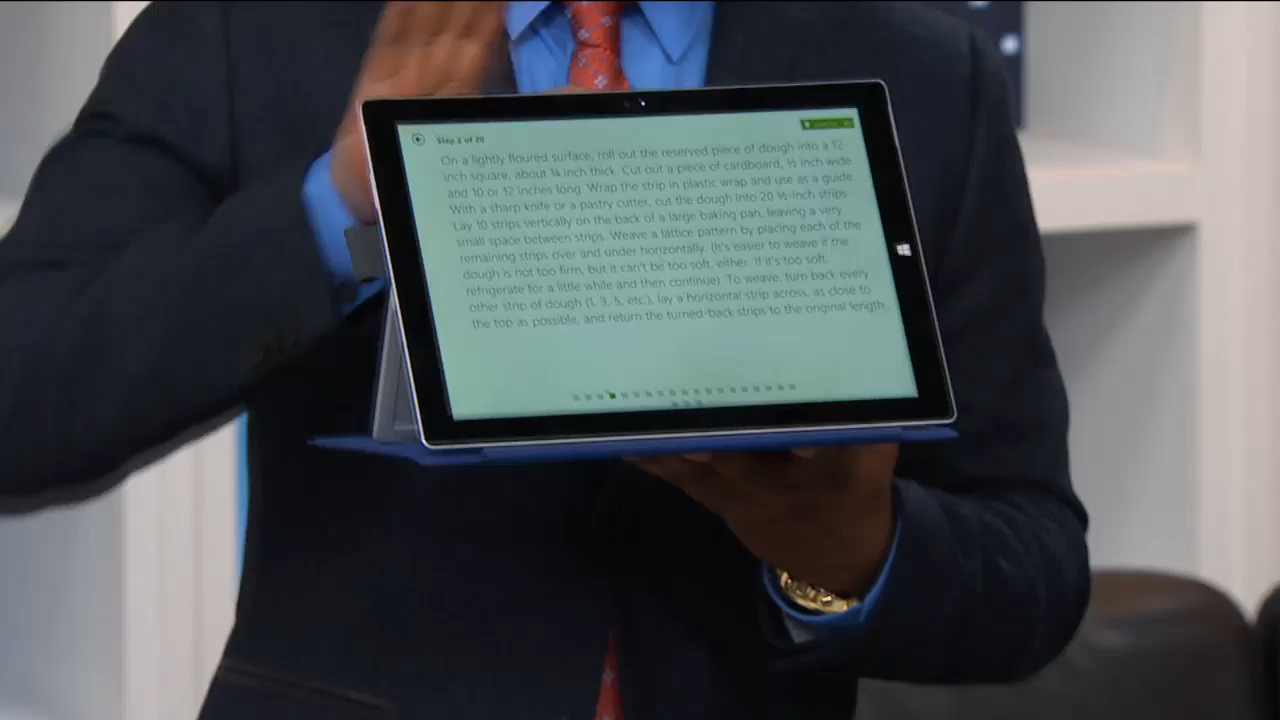 Step 2 of 20
On a lightly floured surface, roll out the reserved piece of dough into a 12-
inch square, about ¼ inch thick. Cut out a piece of cardboard, ½ inch wide
and 10 or 12 inches long. Wrap the strip in plastic wrap and use as a guide.
With a sharp knife or a pastry cutter, cut the dough into 20 ½-inch strips.
Lay 10 strips vertically on the back of a large baking pan, leaving a very
small space between strips. Weave a lattice pattern by placing each of the
remaining strips over and under horizontally. (It's easier to weave if the
dough is not too firm, but it can't be too soft, either. If it's too soft,
refrigerate for a little while and then continue). To weave, turn back every
other strip of dough (1, 3, 5, etc.), lay a horizontal strip across, as close to
the top as possible, and return the turned-back strips to the original length.